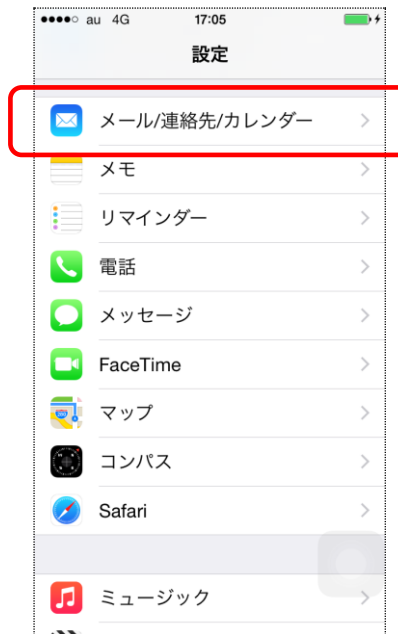 au 4G 17:05
設定
メール/連絡先/カレンダー
メモ
リマインダー
電話
メッセージ
FaceTime
マップ
コンパス
Safari
ミュージック